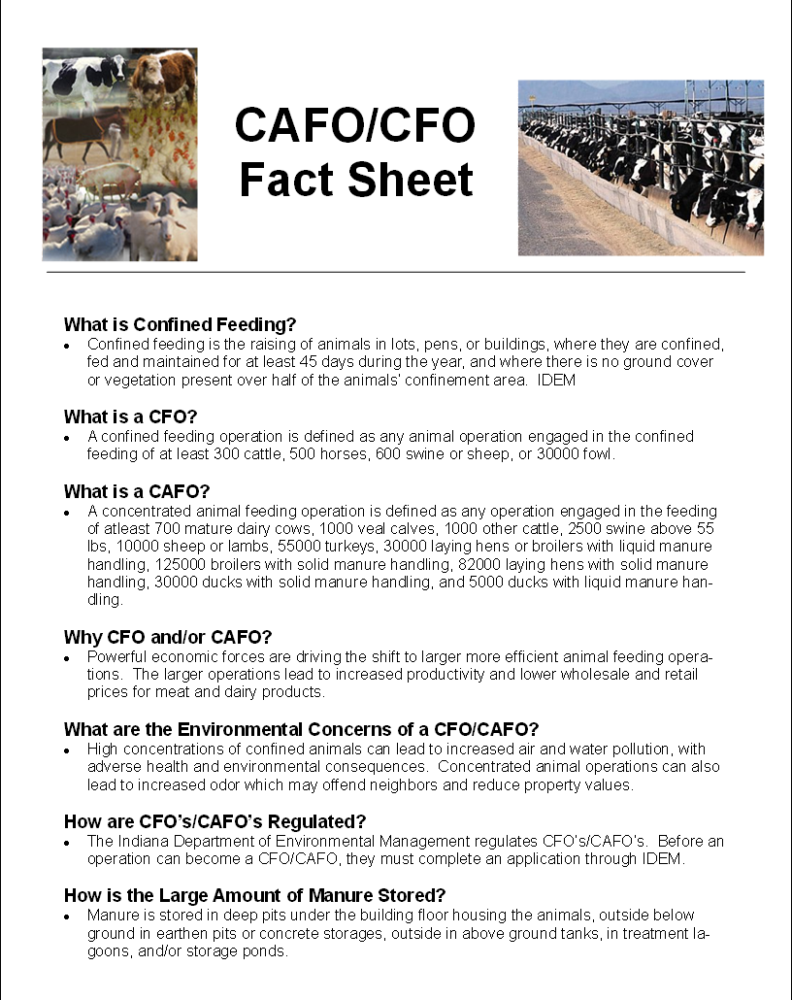 CAFO/CFO
Fact Sheet
What is Confined Feeding?
• Confined feeding is the raising of animals in lots, pens, or buildings, where they are confined,
fed and maintained for at least 45 days during the year, and where there is no ground cover
or vegetation present over half of the animals' confinement area.  IDEM
What is a CFO?
• A confined feeding operation is defined as any animal operation engaged in the confined
feeding of at least 300 cattle, 500 horses, 600 swine or sheep, or 30000 fowl.
What is a CAFO?
• A concentrated animal feeding operation is defined as any operation engaged in the feeding
of atleast 700 mature dairy cows, 1000 veal calves, 1000 other cattle, 2500 swine above 55
lbs, 10000 sheep or lambs, 55000 turkeys, 30000 laying hens or broilers with liquid manure
handling, 125000 broilers with solid manure handling, 82000 laying hens with solid manure
handling, 30000 ducks with solid manure handling, and 5000 ducks with liquid manure han-
dling.
Why CFO and/or CAFO?
• Powerful economic forces are driving the shift to larger more efficient animal feeding opera-
tions.  The larger operations lead to increased productivity and lower wholesale and retail
prices for meat and dairy products.
What are the Environmental Concerns of a CFO/CAFO?
• High concentrations of confined animals can lead to increased air and water pollution, with
adverse health and environmental consequences.  Concentrated animal operations can also
lead to increased odor which may offend neighbors and reduce property values.
How are CFO's/CAFO's Regulated?
• The Indiana Department of Environmental Management regulates CFO's/CAFO's.  Before an
operation can become a CFO/CAFO, they must complete an application through IDEM.
How is the Large Amount of Manure Stored?
• Manure is stored in deep pits under the building floor housing the animals, outside below
ground in earthen pits or concrete storages, outside in above ground tanks, in treatment la-
goons, and/or storage ponds.